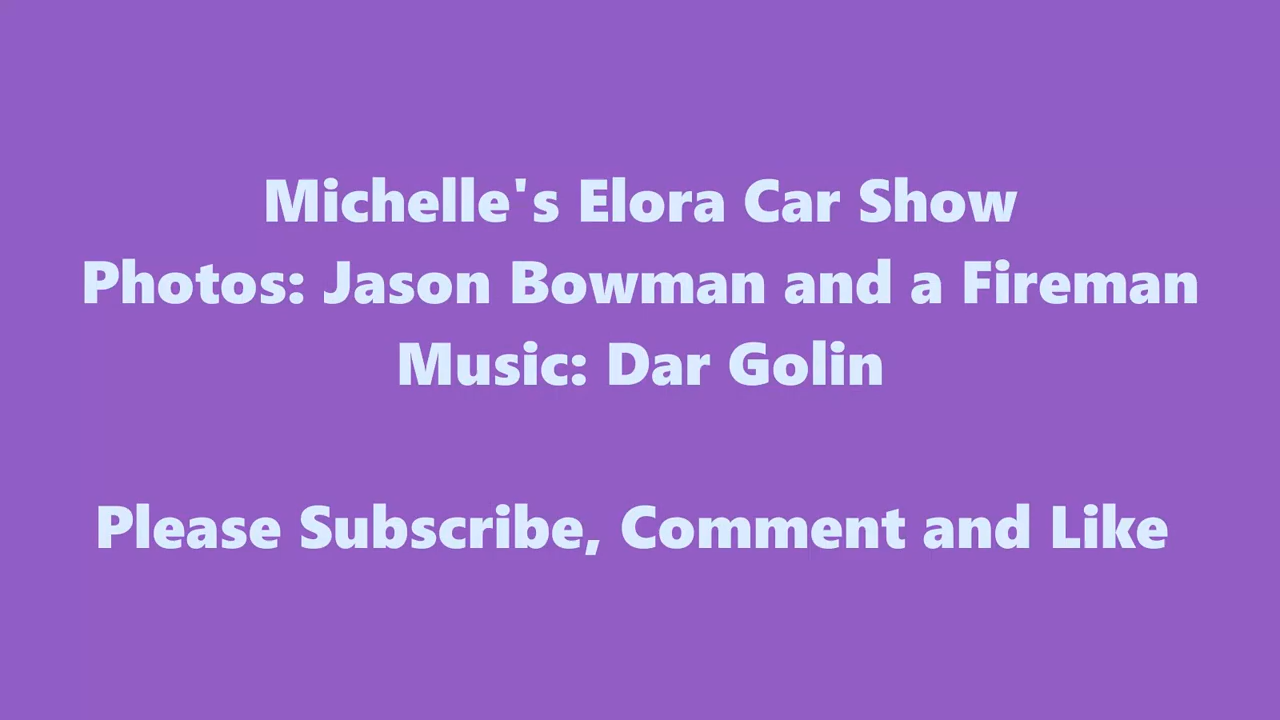 Michelle's Elora Car Show
Photos: Jason Bowman and a Fireman
Music: Dar Golin
Please Subscribe, Comment and Like